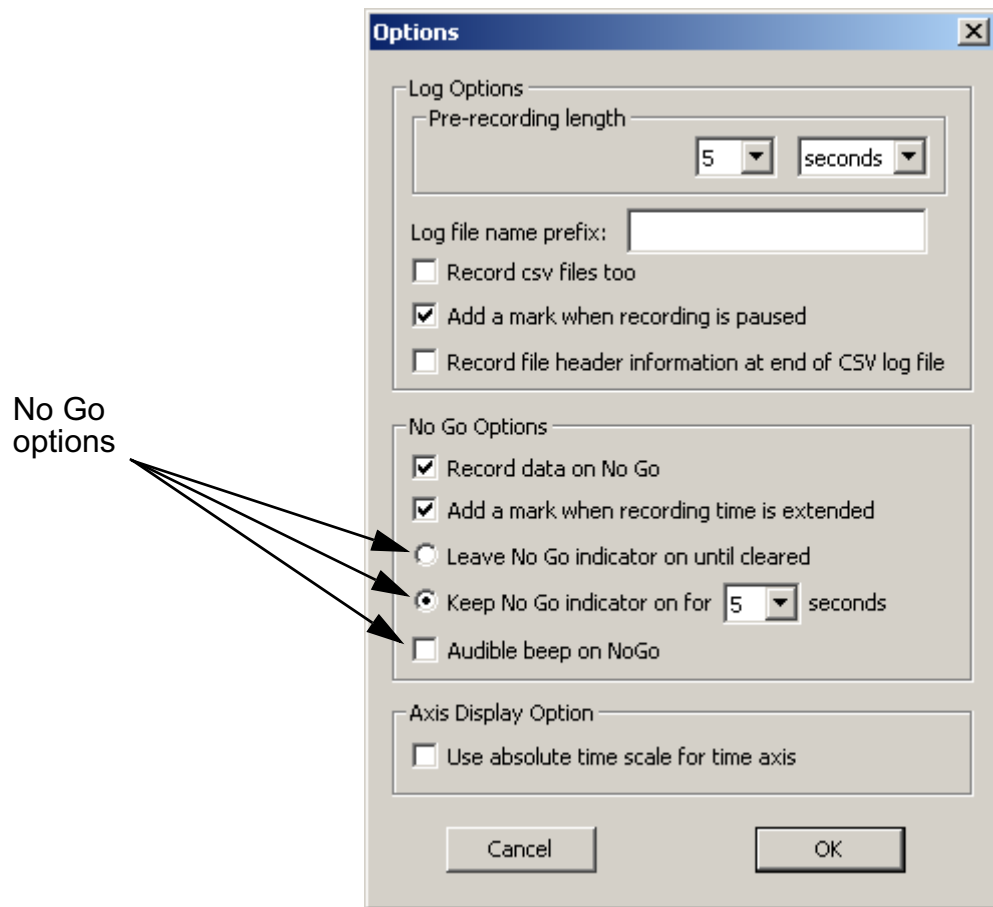 Options
Log Options
Pre-recording length
5 seconds
Log file name prefix:
Record csv files too
Add a mark when recording is paused
Record file header information at end of CSV log file
No Go
options
No Go Options
Record data on No Go
Add a mark when recording time is extended
Leave No Go indicator on until cleared
Keep No Go indicator on for 5 seconds
Audible beep on NoGo
Axis Display Option
Use absolute time scale for time axis
Cancel OK